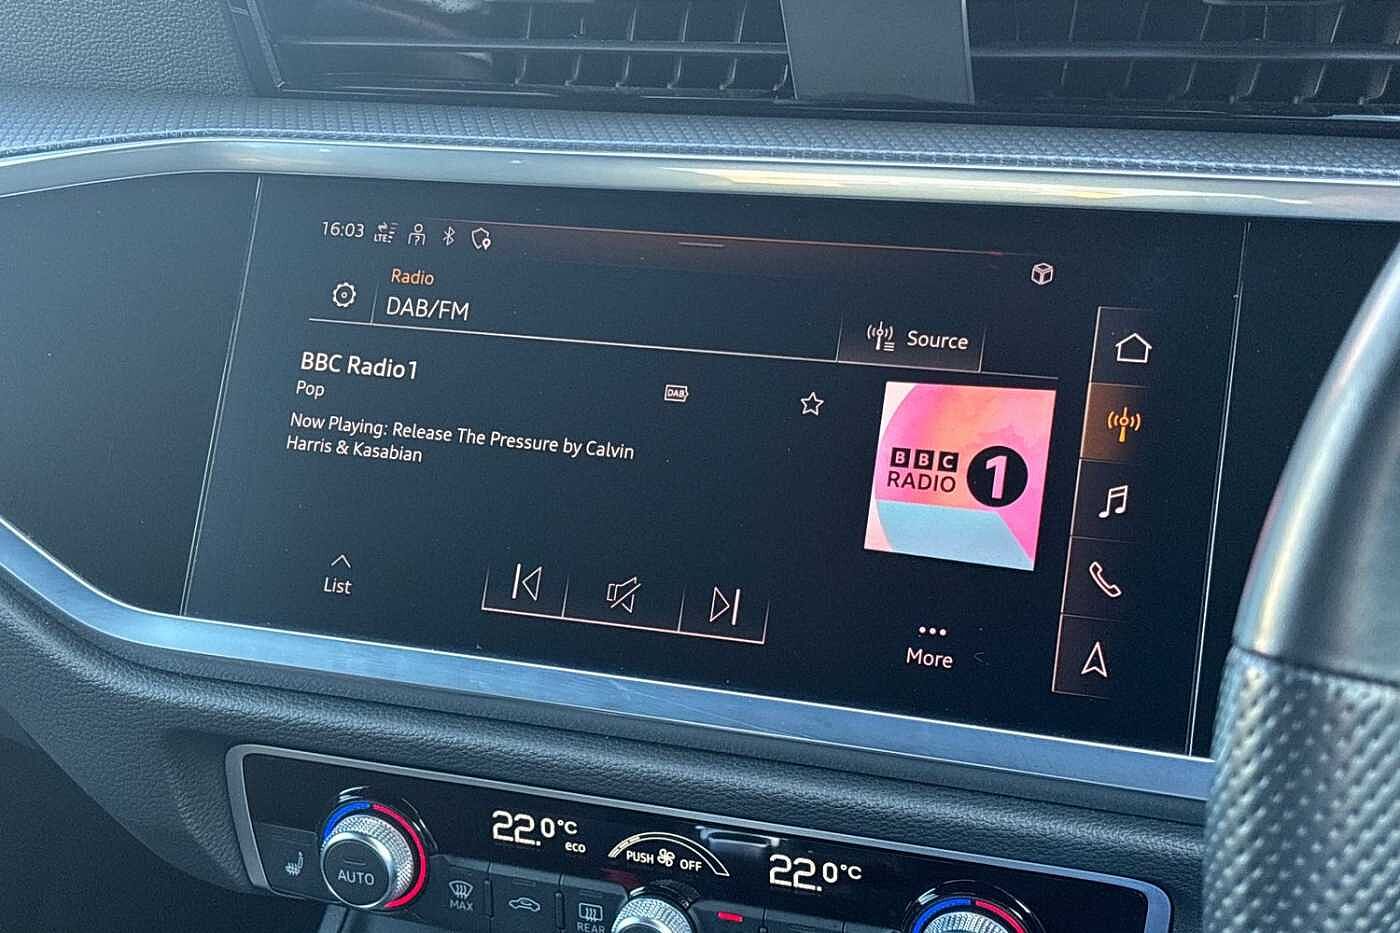 16:03
LTE
Radio
DAB/FM
Source
BBC Radio1
Pop
DAB
Now Playing: Release The Pressure by Calvin
Harris & Kasabian
BBC
RADIO 1
List
More
22.0°C
eco
PUSH OFF
22.0°C
AUTO
MAX
REAR